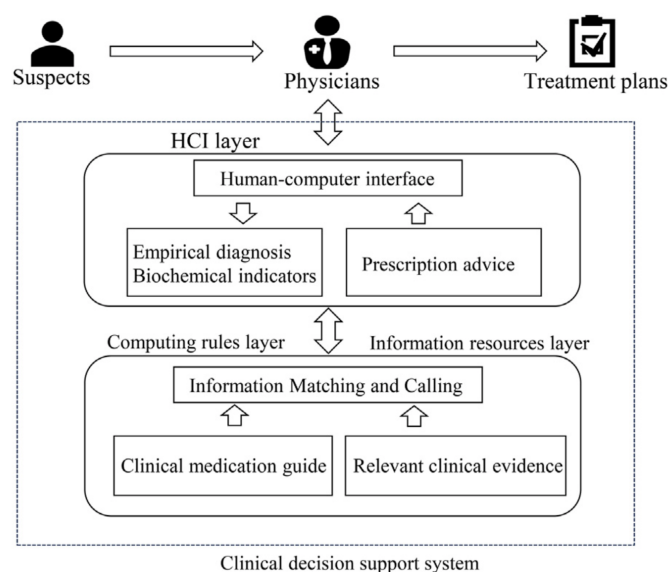 Suspects
Physicians
Treatment plans
HCI layer
Human-computer interface
Empirical diagnosis
Biochemical indicators
Prescription advice
Computing rules layer
Information resources layer
Information Matching and Calling
Clinical medication guide
Relevant clinical evidence
Clinical decision support system